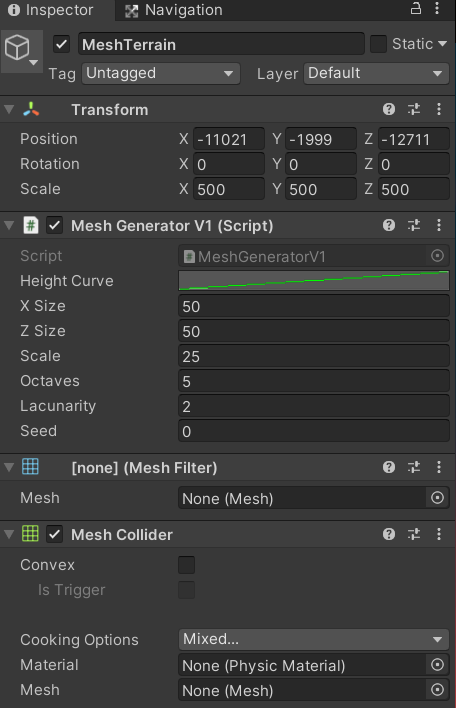 Inspector Navigation
MeshTerrain Static
Tag Untagged Layer Default
Transform
Position X -11021 Y -1999 Z -12711
Rotation X 0 Y 0 Z 0
Scale X 500 Y 500 Z 500
# Mesh Generator V1 (Script)
Script # MeshGeneratorV1
Height Curve
X Size 50
Z Size 50
Scale 25
Octaves 5
Lacunarity 2
Seed 0
[none] (Mesh Filter)
Mesh None (Mesh)
Mesh Collider
Convex
Is Trigger
Cooking Options Mixed...
Material None (Physic Material)
Mesh None (Mesh)